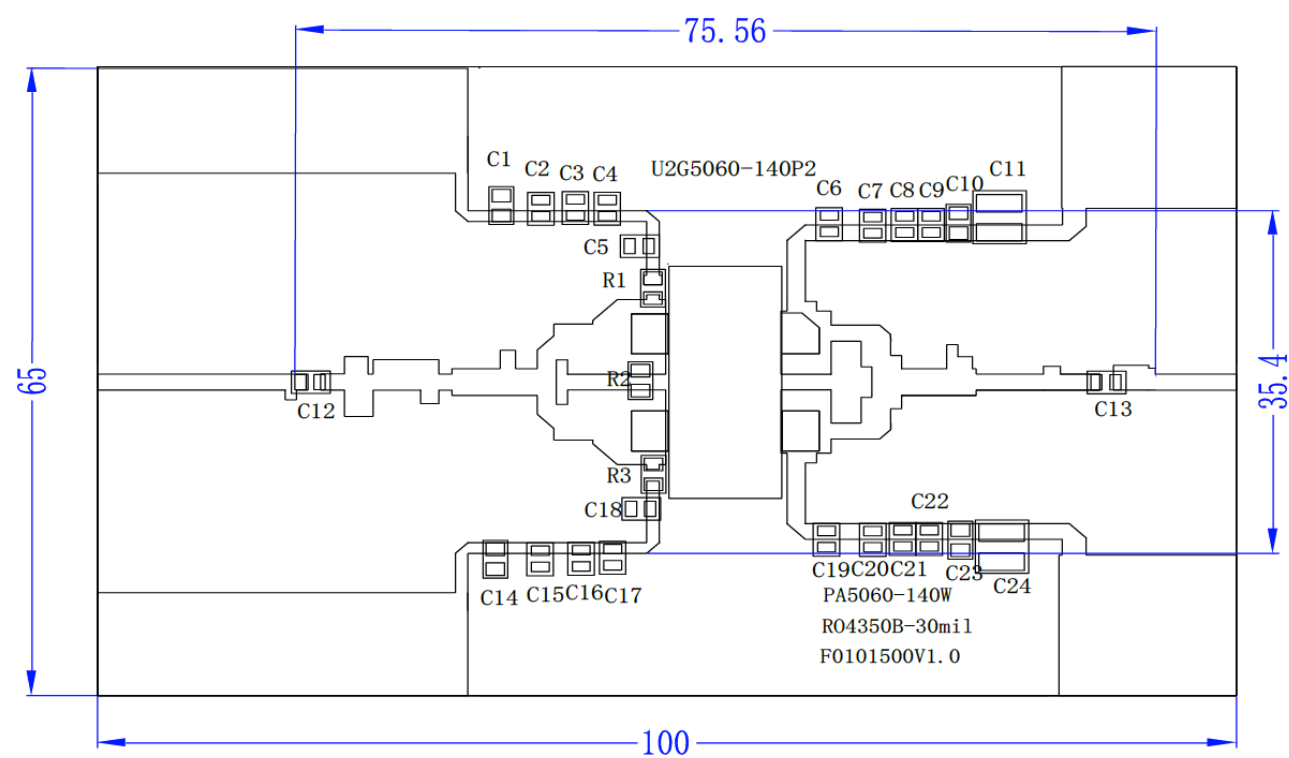 75.56
U2G5060-140P2
C1
C2
C3
C4
C5
C6
C7
C8
C9
C10
C11
R1
R2
R3
C12
C13
65
35.4
C18
C14
C15
C16
C17
C22
C19
C20
C21
C23
C24
PA5060-140W
RO4350B-30mil
F0101500V1.0
100